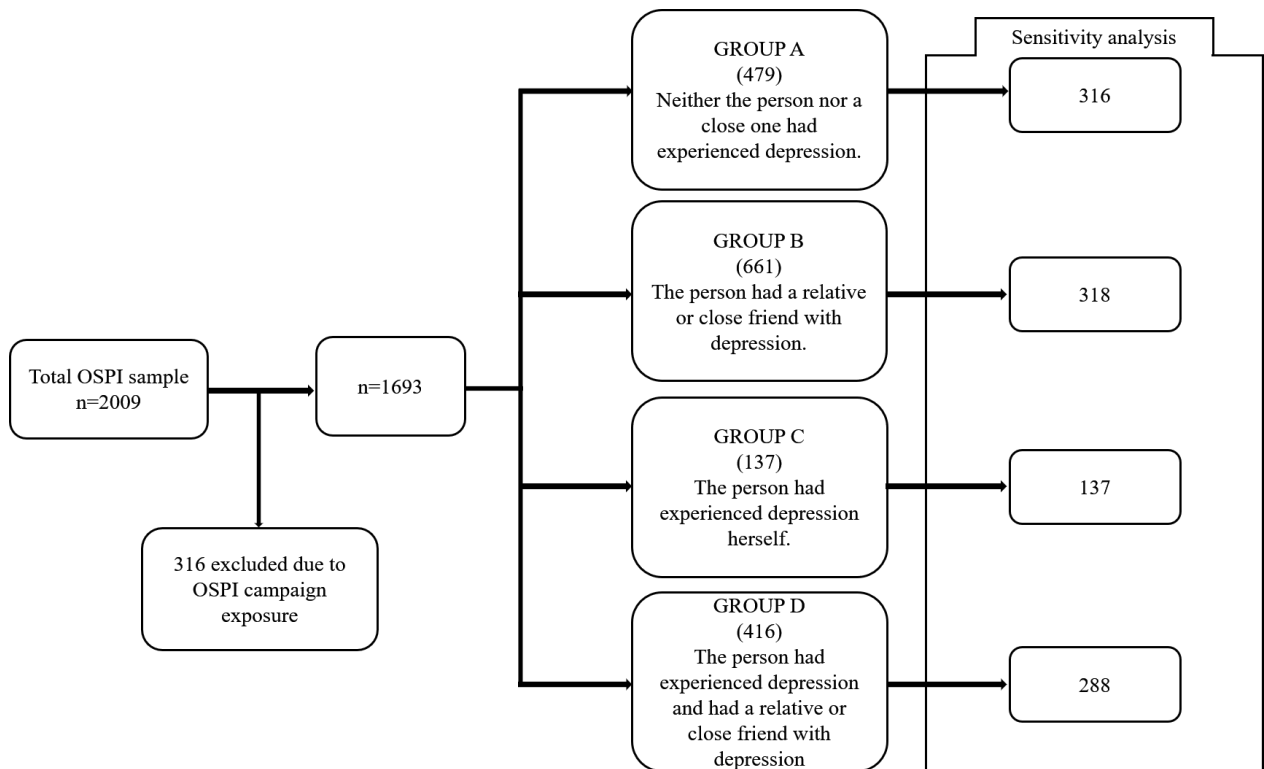 Total OSPI sample
n=2009
316 excluded due to
OSPI campaign
exposure
n=1693
GROUP A
(479)
Neither the person nor a
close one had
experienced depression.
GROUP B
(661)
The person had a relative
or close friend with
depression.
GROUP C
(137)
The person had
experienced depression
herself.
GROUP D
(416)
The person had
experienced depression
and had a relative or
close friend with
depression
Sensitivity analysis
316
318
137
288